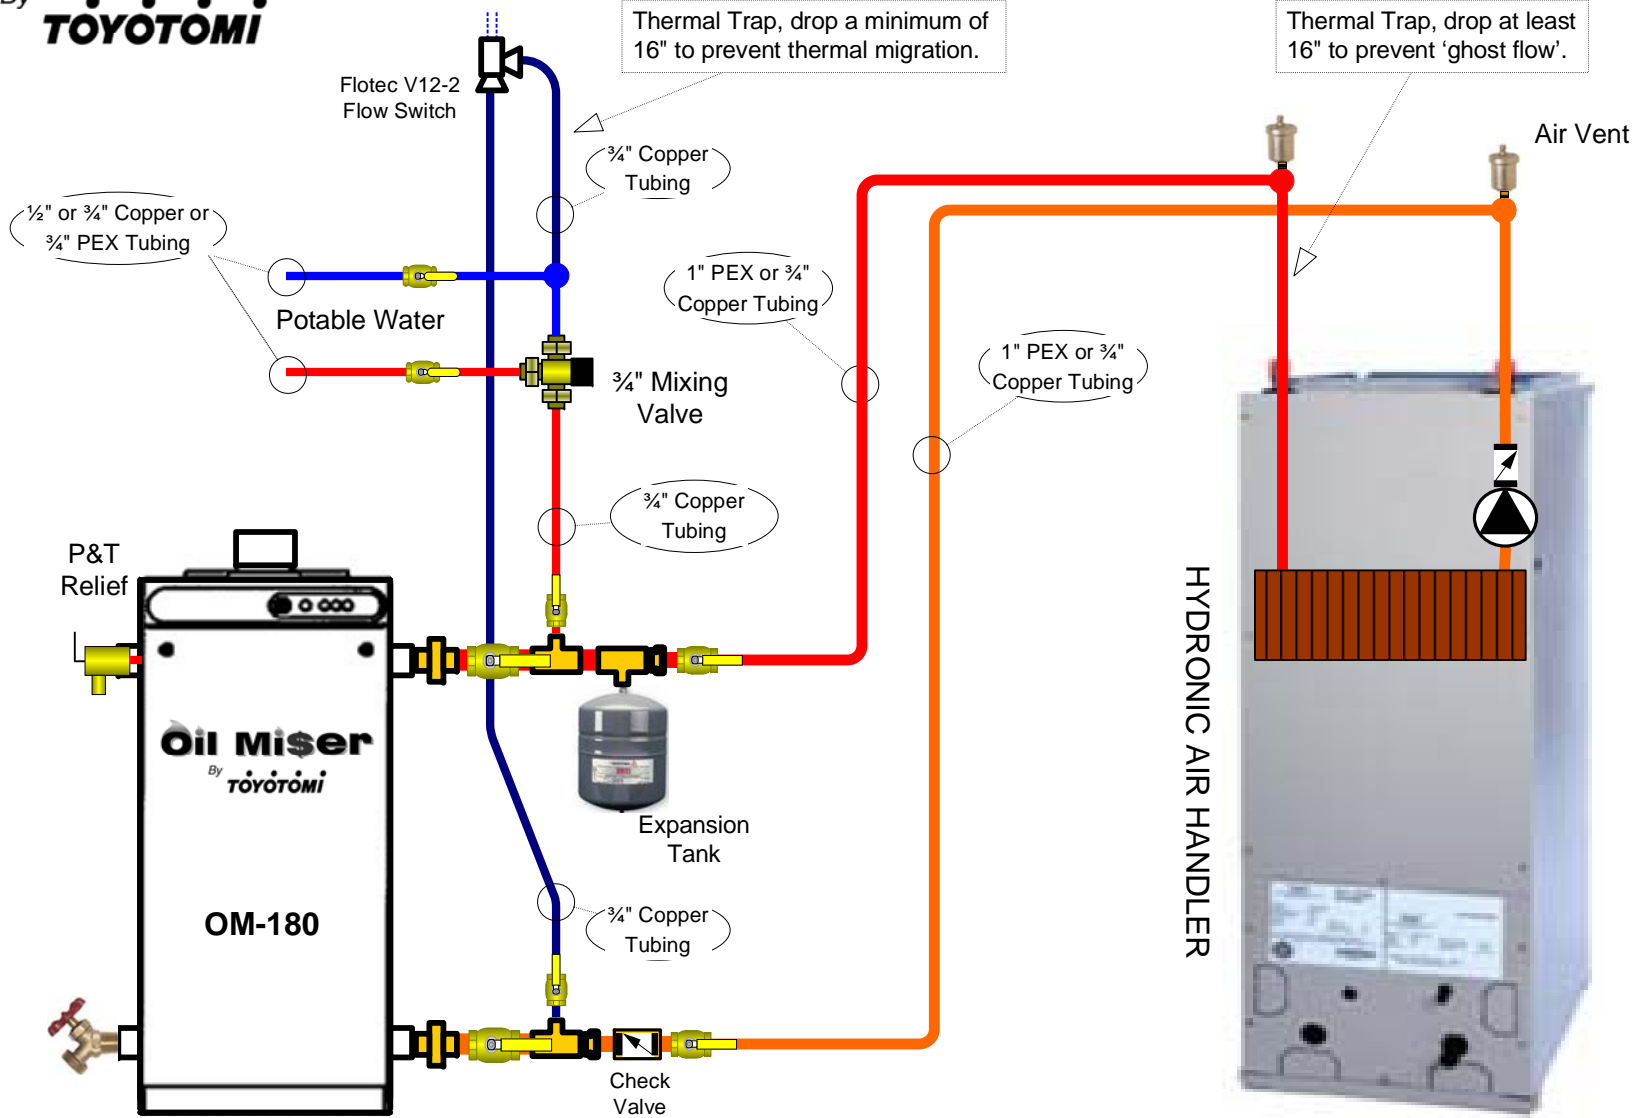 By
TOYOTOMI
Thermal Trap, drop a minimum of
16" to prevent thermal migration.
Thermal Trap, drop at least
16" to prevent ‘ghost flow’.
Flotec V12-2
Flow Switch
Air Vent
¾" Copper
Tubing
½" or ¾" Copper or
¾" PEX Tubing
1" PEX or ¾"
Copper Tubing
Potable Water
1" PEX or ¾"
Copper Tubing
¾" Mixing
Valve
¾" Copper
Tubing
P&T
Relief
HYDRONIC AIR HANDLER
Oil Mi$er
By
TOYOTOMI
Expansion
Tank
OM-180
¾" Copper
Tubing
Check
Valve